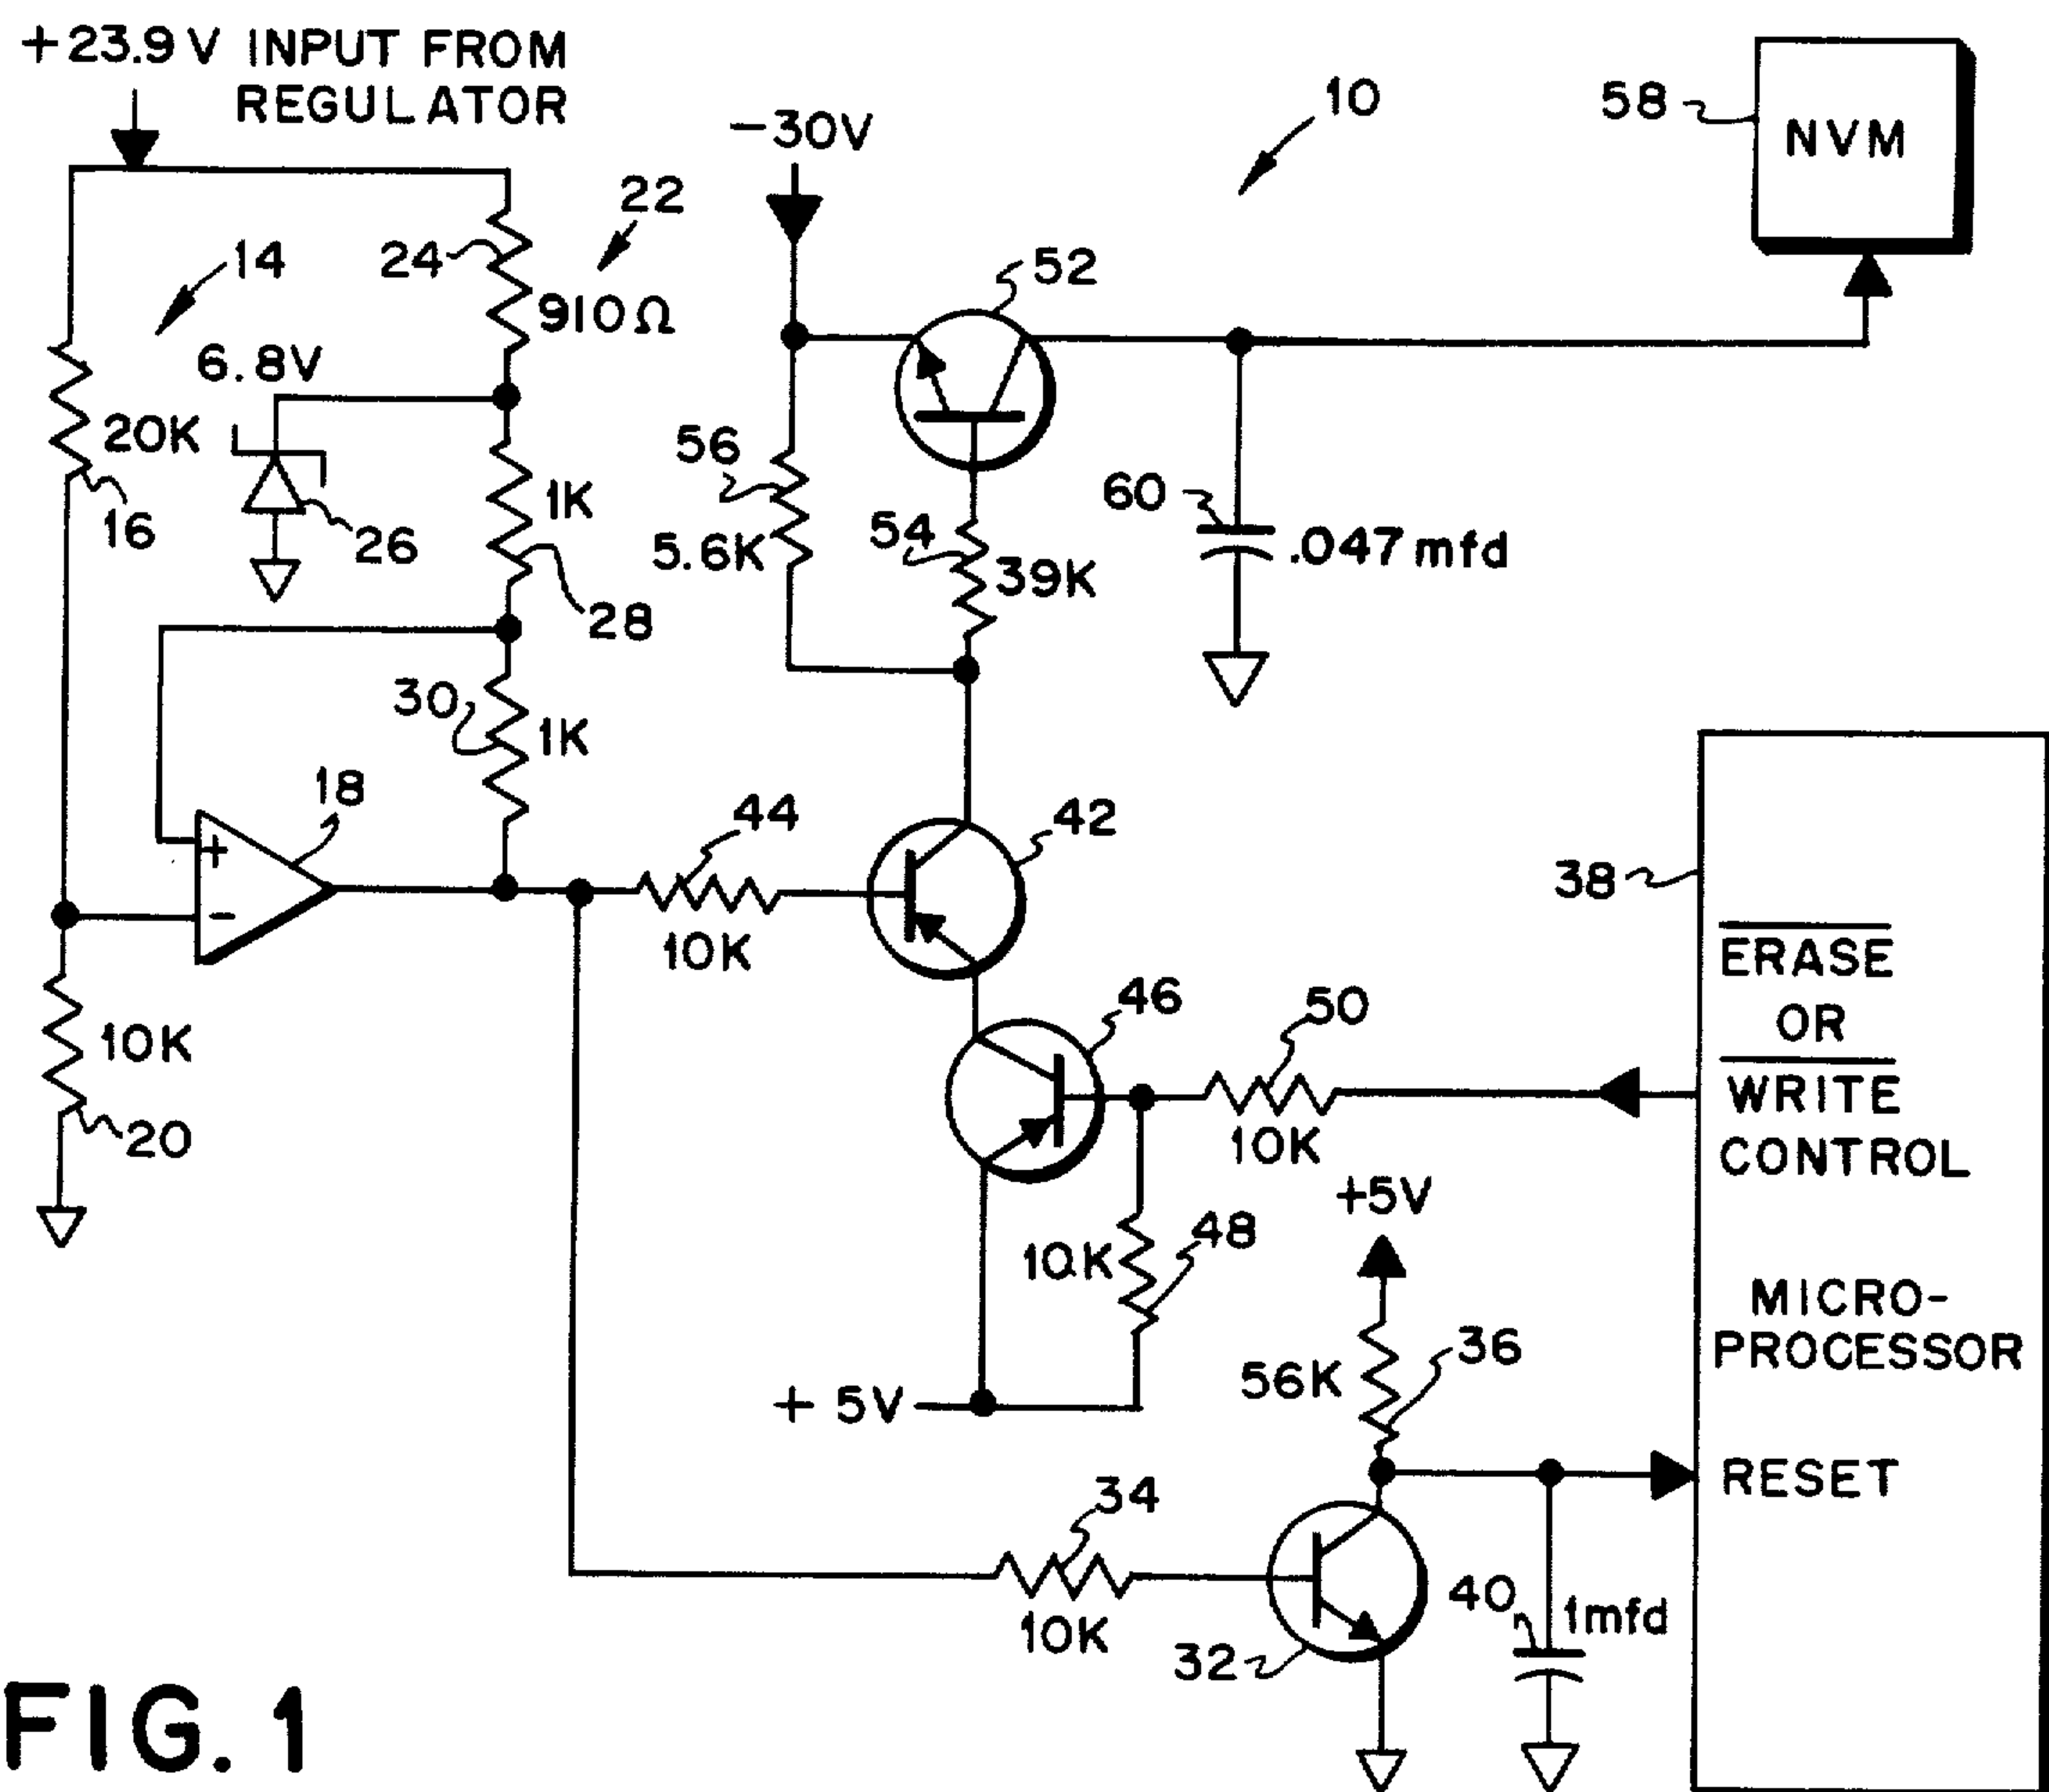 +23.9V INPUT FROM
REGULATOR
-30V
10
58
NVM
22
14
24
52
910Ω
6.8V
20K
56
1K
60
16
26
5.6K
54
.047 mfd
39K
28
30
1K
18
44
42
38
10K
ERASE
OR
WRITE
CONTROL
46
50
10K
20
10K
+5V
48
10K
MICRO-
PROCESSOR
36
56K
+ 5V
RESET
34
40
1mfd
10K
32
+
-
FIG. 1